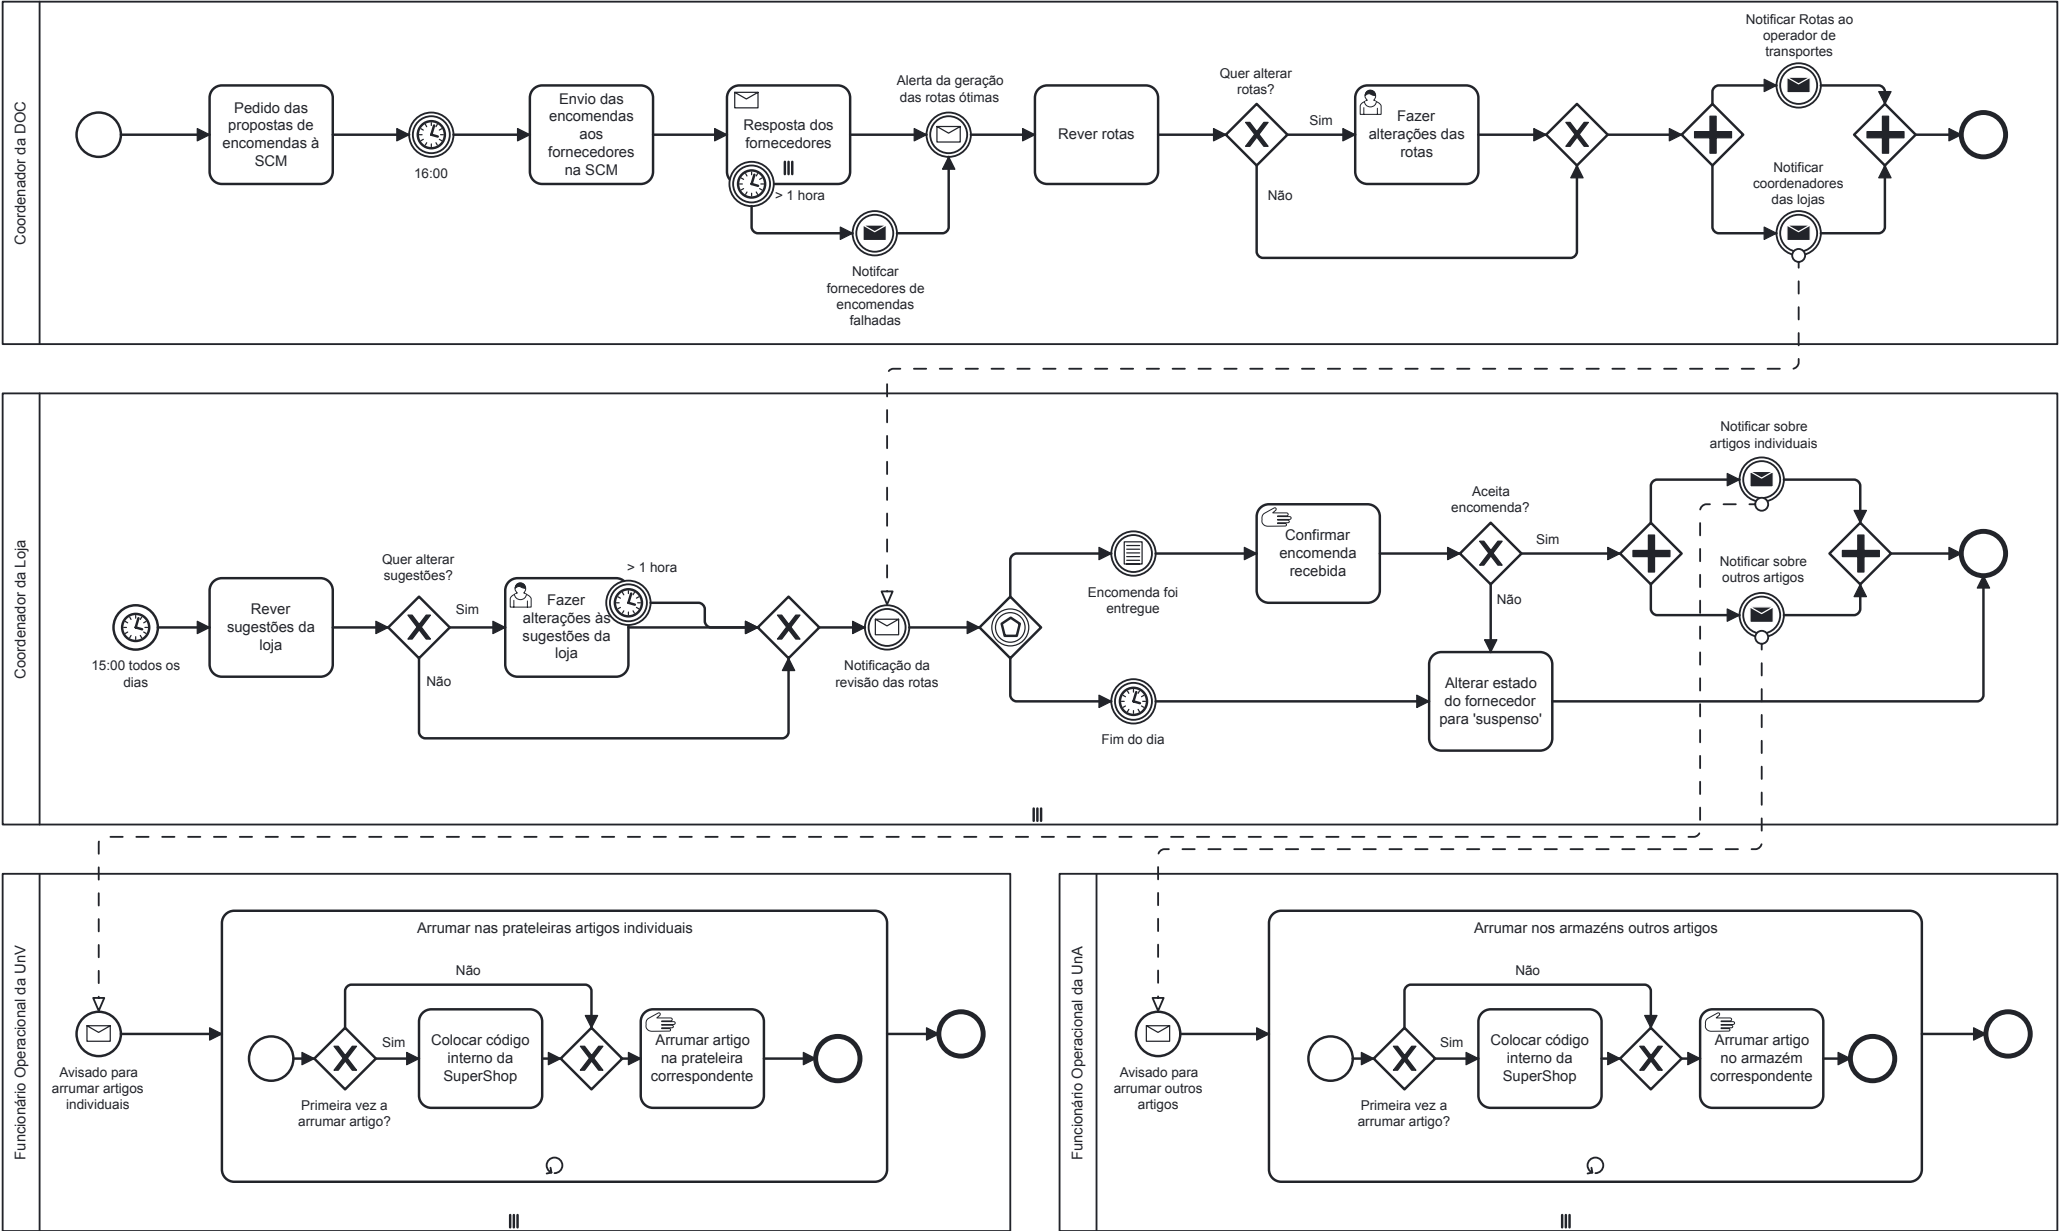 Coordenador da DOC
Pedido das
propostas de
encomendas à
SCM
16:00
Envio das
encomendas
aos
fornecedores
na SCM
Resposta dos
fornecedores
> 1 hora
Notifcar
fornecedores de
encomendas
falhadas
Alerta da geração
das rotas ótimas
Rever rotas
Quer alterar
rotas?
Sim
Não
Fazer
alterações das
rotas
Notificar Rotas ao
operador de
transportes
Notificar
coordenadores
das lojas
Coordenador da Loja
15:00 todos os
dias
Rever
sugestões da
loja
Quer alterar
sugestões?
Sim
Não
Fazer
alterações às
sugestões da
loja
> 1 hora
Notificação da
revisão das rotas
Encomenda foi
entregue
Fim do dia
Confirmar
encomenda
recebida
Aceita
encomenda?
Sim
Não
Alterar estado
do fornecedor
para 'suspenso'
Notificar sobre
artigos individuais
Notificar sobre
outros artigos
Funcionário Operacional da UnV
Avisado para
arrumar artigos
individuais
Arrumar nas prateleiras artigos individuais
Não
Sim
Primeira vez a
arrumar artigo?
Colocar código
interno da
SuperShop
Arrumar artigo
na prateleira
correspondente
Funcionário Operacional da UnA
Avisado para
arrumar outros
artigos
Arrumar nos armazéns outros artigos
Não
Sim
Primeira vez a
arrumar artigo?
Colocar código
interno da
SuperShop
Arrumar artigo
no armazém
correspondente